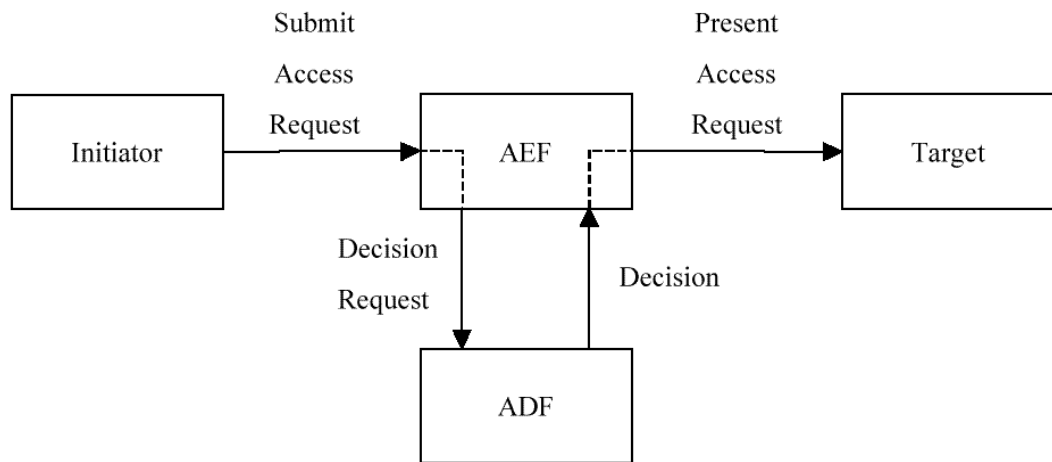 Submit
Access
Request
Present
Access
Request
Initiator
AEF
Target
Decision
Request
Decision
ADF